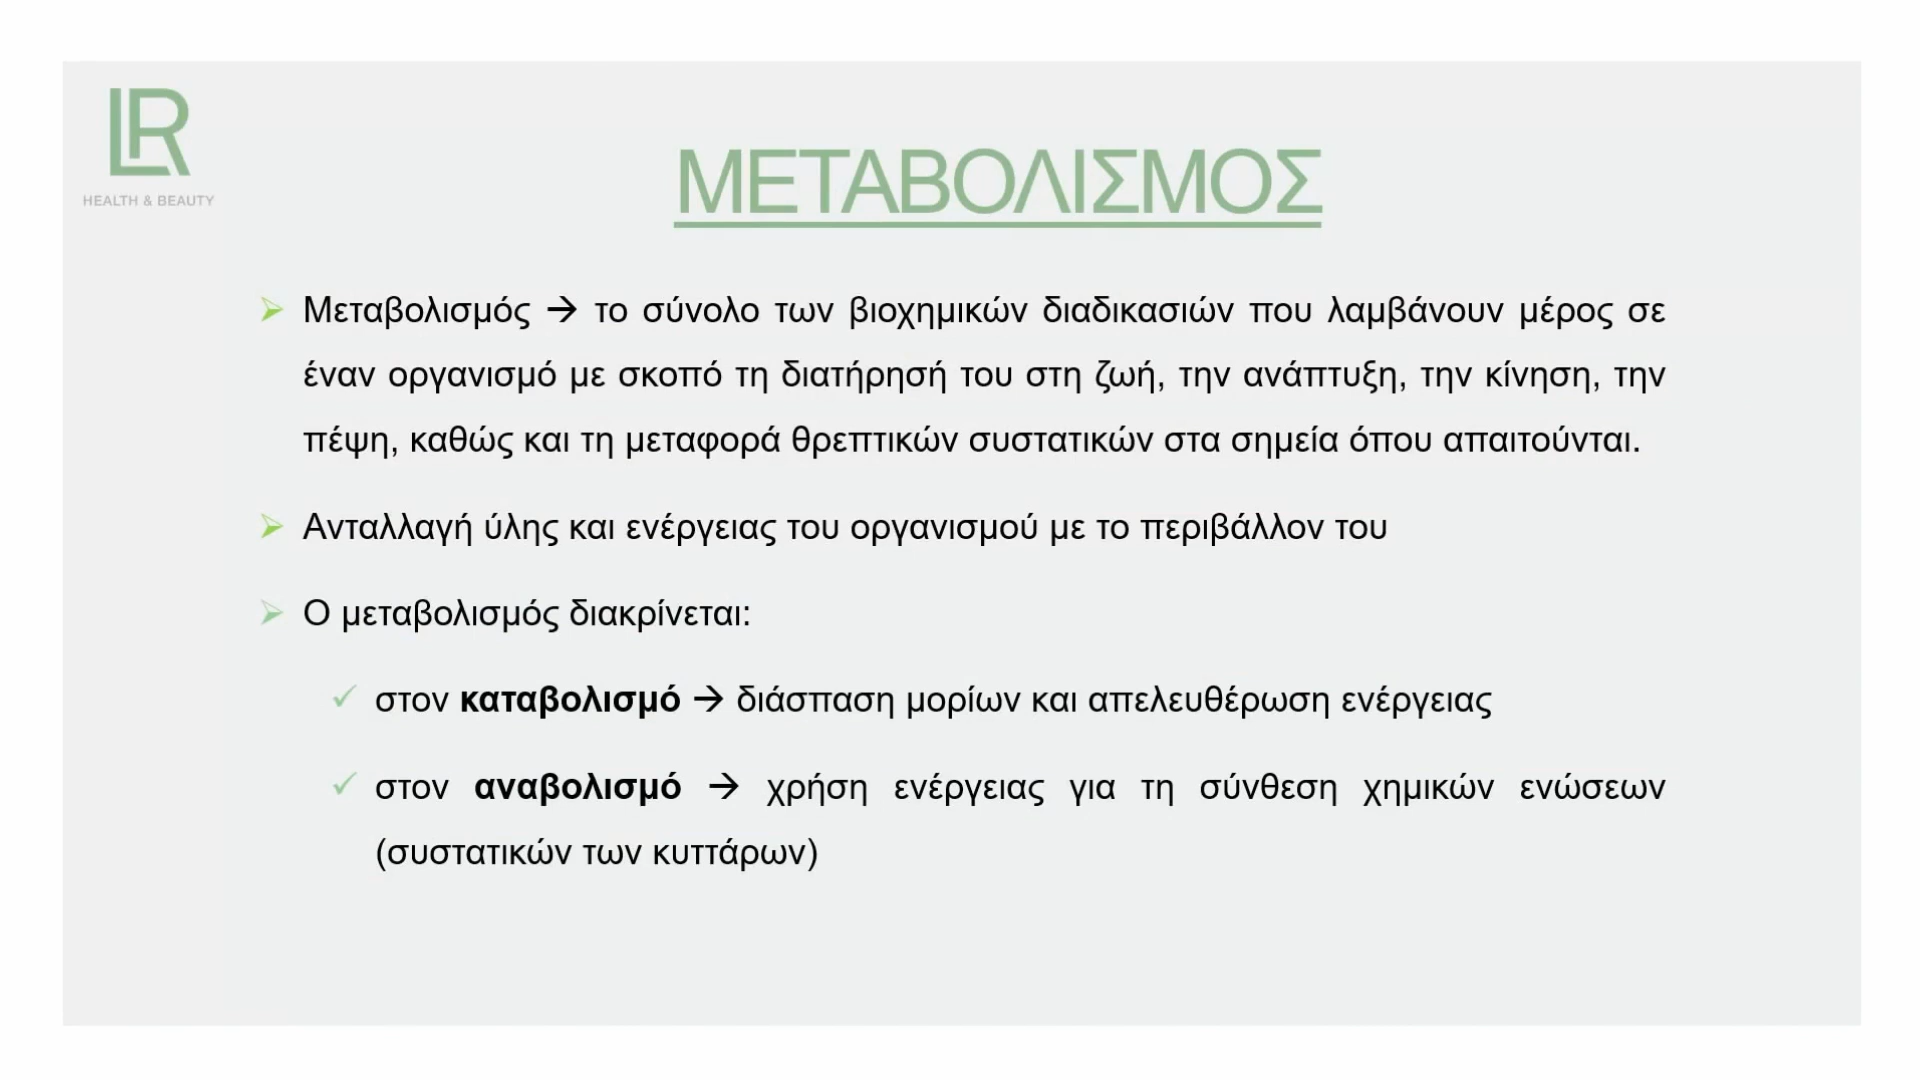 LR
HEALTH & BEAUTY
ΜΕΤΑΒΟΛΙΣΜΟΣ
Μεταβολισμός → το σύνολο των βιοχημικών διαδικασιών που λαμβάνουν μέρος σε
έναν οργανισμό με σκοπό τη διατήρησή του στη ζωή, την ανάπτυξη, την κίνηση, την
πέψη, καθώς και τη μεταφορά θρεπτικών συστατικών στα σημεία όπου απαιτούνται.
Ανταλλαγή ύλης και ενέργειας του οργανισμού με το περιβάλλον του
Ο μεταβολισμός διακρίνεται:
στον καταβολισμό → διάσπαση μορίων και απελευθέρωση ενέργειας
στον αναβολισμό → χρήση ενέργειας για τη σύνθεση χημικών ενώσεων
(συστατικών των κυττάρων)